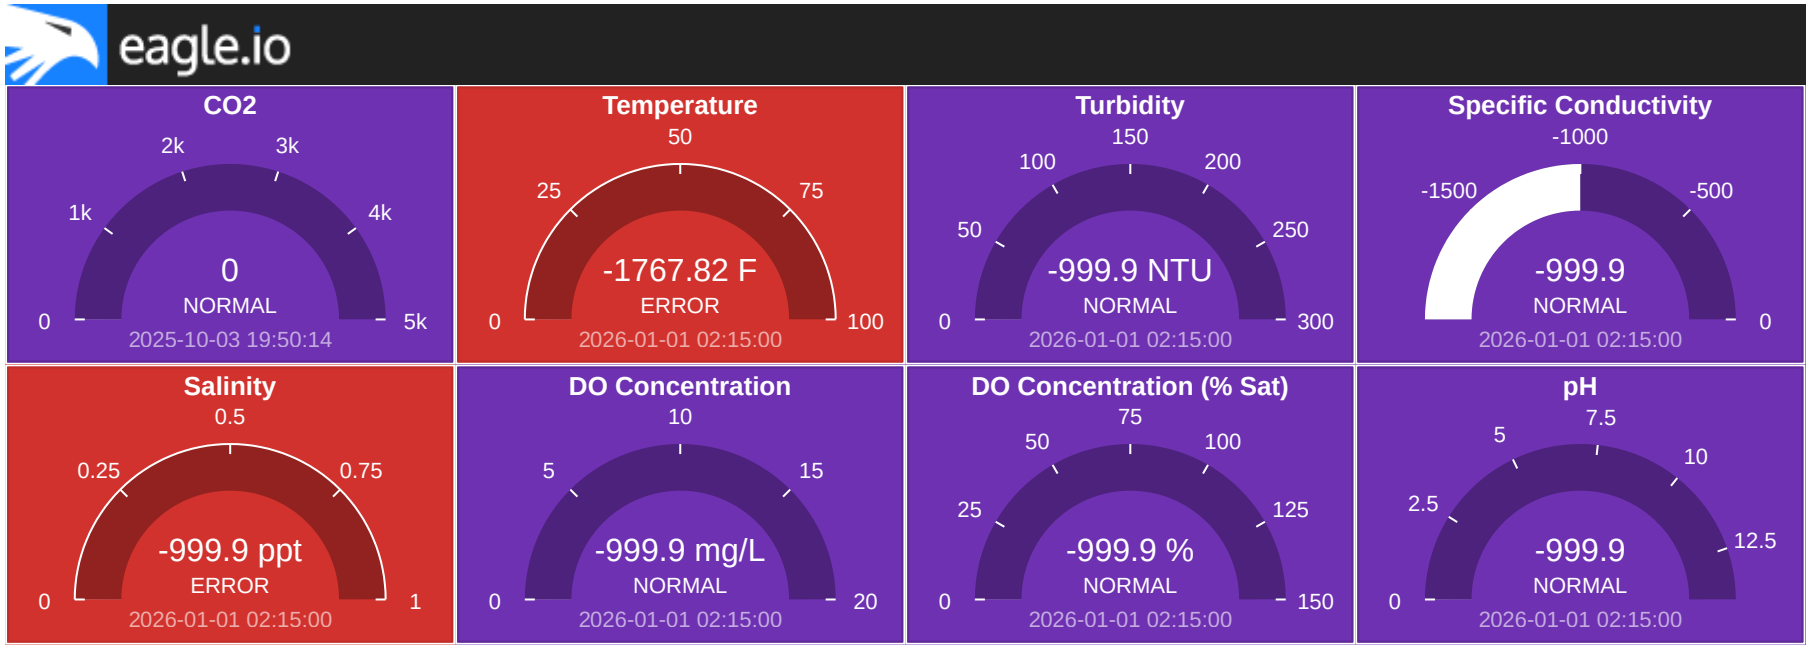 eagle.io
CO2
2k
3k
1k
4k
0
NORMAL
0
5k
2025-10-03 19:50:14
Temperature
50
25
75
-1767.82 F
ERROR
0
100
2026-01-01 02:15:00
Turbidity
150
100
200
50
250
-999.9 NTU
NORMAL
0
300
2026-01-01 02:15:00
Specific Conductivity
-1000
-1500
-500
-999.9
NORMAL
0
2026-01-01 02:15:00
Salinity
0.5
0.25
0.75
-999.9 ppt
ERROR
0
1
2026-01-01 02:15:00
DO Concentration
10
5
15
-999.9 mg/L
NORMAL
0
20
2026-01-01 02:15:00
DO Concentration (% Sat)
75
50
100
25
125
-999.9 %
NORMAL
0
150
2026-01-01 02:15:00
pH
7.5
5
10
2.5
12.5
-999.9
NORMAL
0
2026-01-01 02:15:00